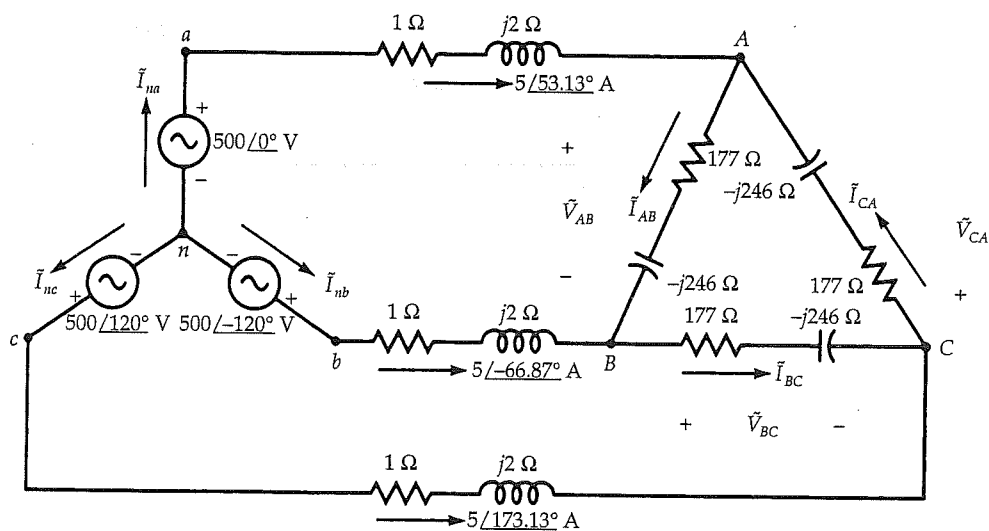 1 Ω
j2 Ω
a
A
5/53.13° A
Ĩna
+
500/0° V
−
177 Ω
−j246 Ω
+
ṼAB
−
ĨAB
ĨCA
ṼCA
+
−
n
−
−
Ĩnc
+
500/120° V
Ĩnb
+
500/−120° V
−j246 Ω
177 Ω
177 Ω
−j246 Ω
c
b
1 Ω
j2 Ω
5/−66.87° A
B
C
ĨBC
+
ṼBC
−
1 Ω
j2 Ω
5/173.13° A